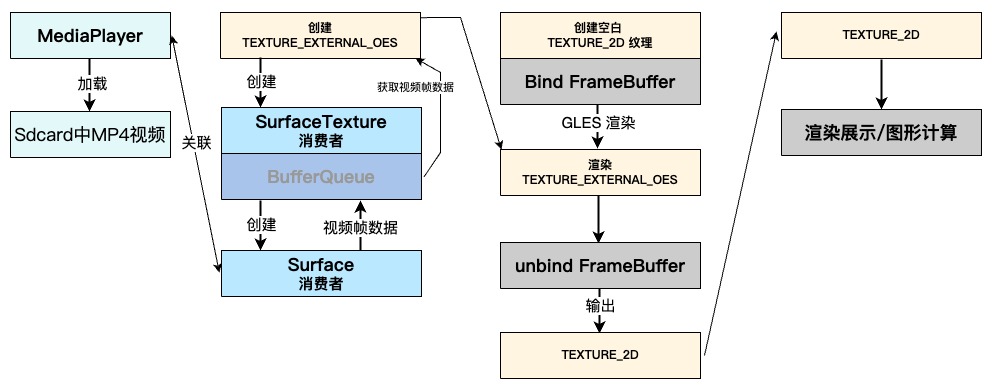 MediaPlayer
加载
Sdcard中MP4视频
关联
创建
TEXTURE_EXTERNAL_OES
创建
获取视频帧数据
SurfaceTexture
消费者
BufferQueue
创建
视频帧数据
Surface
消费者
创建空白
TEXTURE_2D 纹理
Bind FrameBuffer
GLES 渲染
渲染
TEXTURE_EXTERNAL_OES
unbind FrameBuffer
输出
TEXTURE_2D
TEXTURE_2D
渲染展示/图形计算